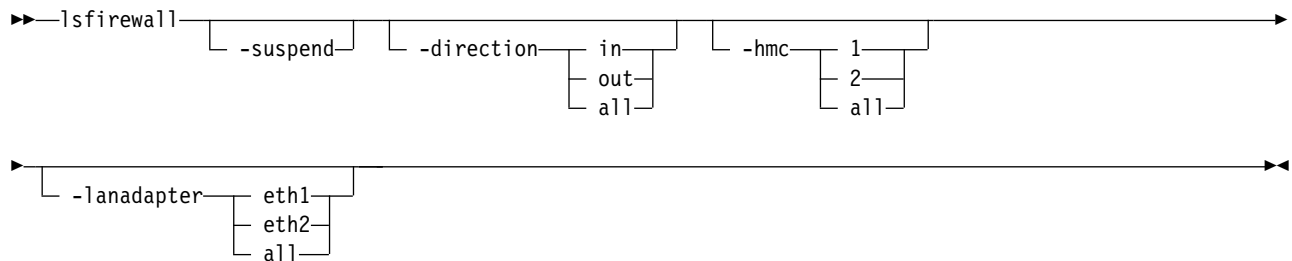 lsfirewall
-suspend
-direction in
out
all
-hmc 1
2
all
-lanadapter eth1
eth2
all